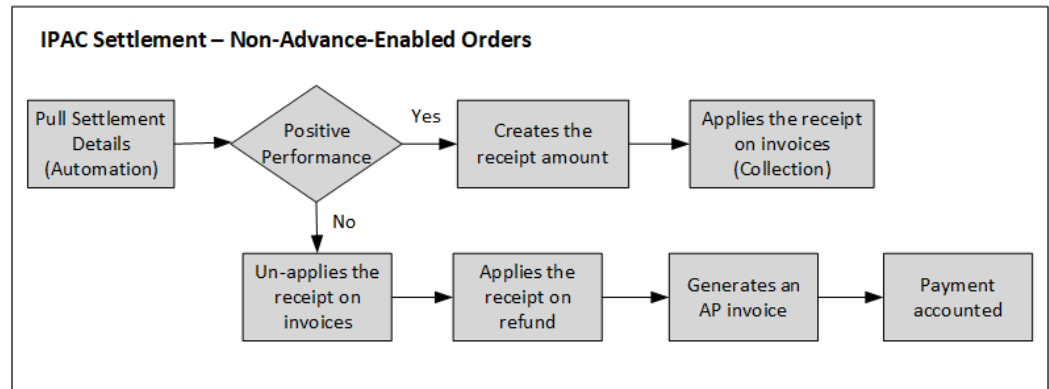 IPAC Settlement – Non-Advance-Enabled Orders
Pull Settlement
Details
(Automation)
Positive
Performance
Yes
Creates the
receipt amount
Applies the receipt
on invoices
(Collection)
No
Un-applies the
receipt on
invoices
Applies the
receipt on
refund
Generates an
AP invoice
Payment
accounted